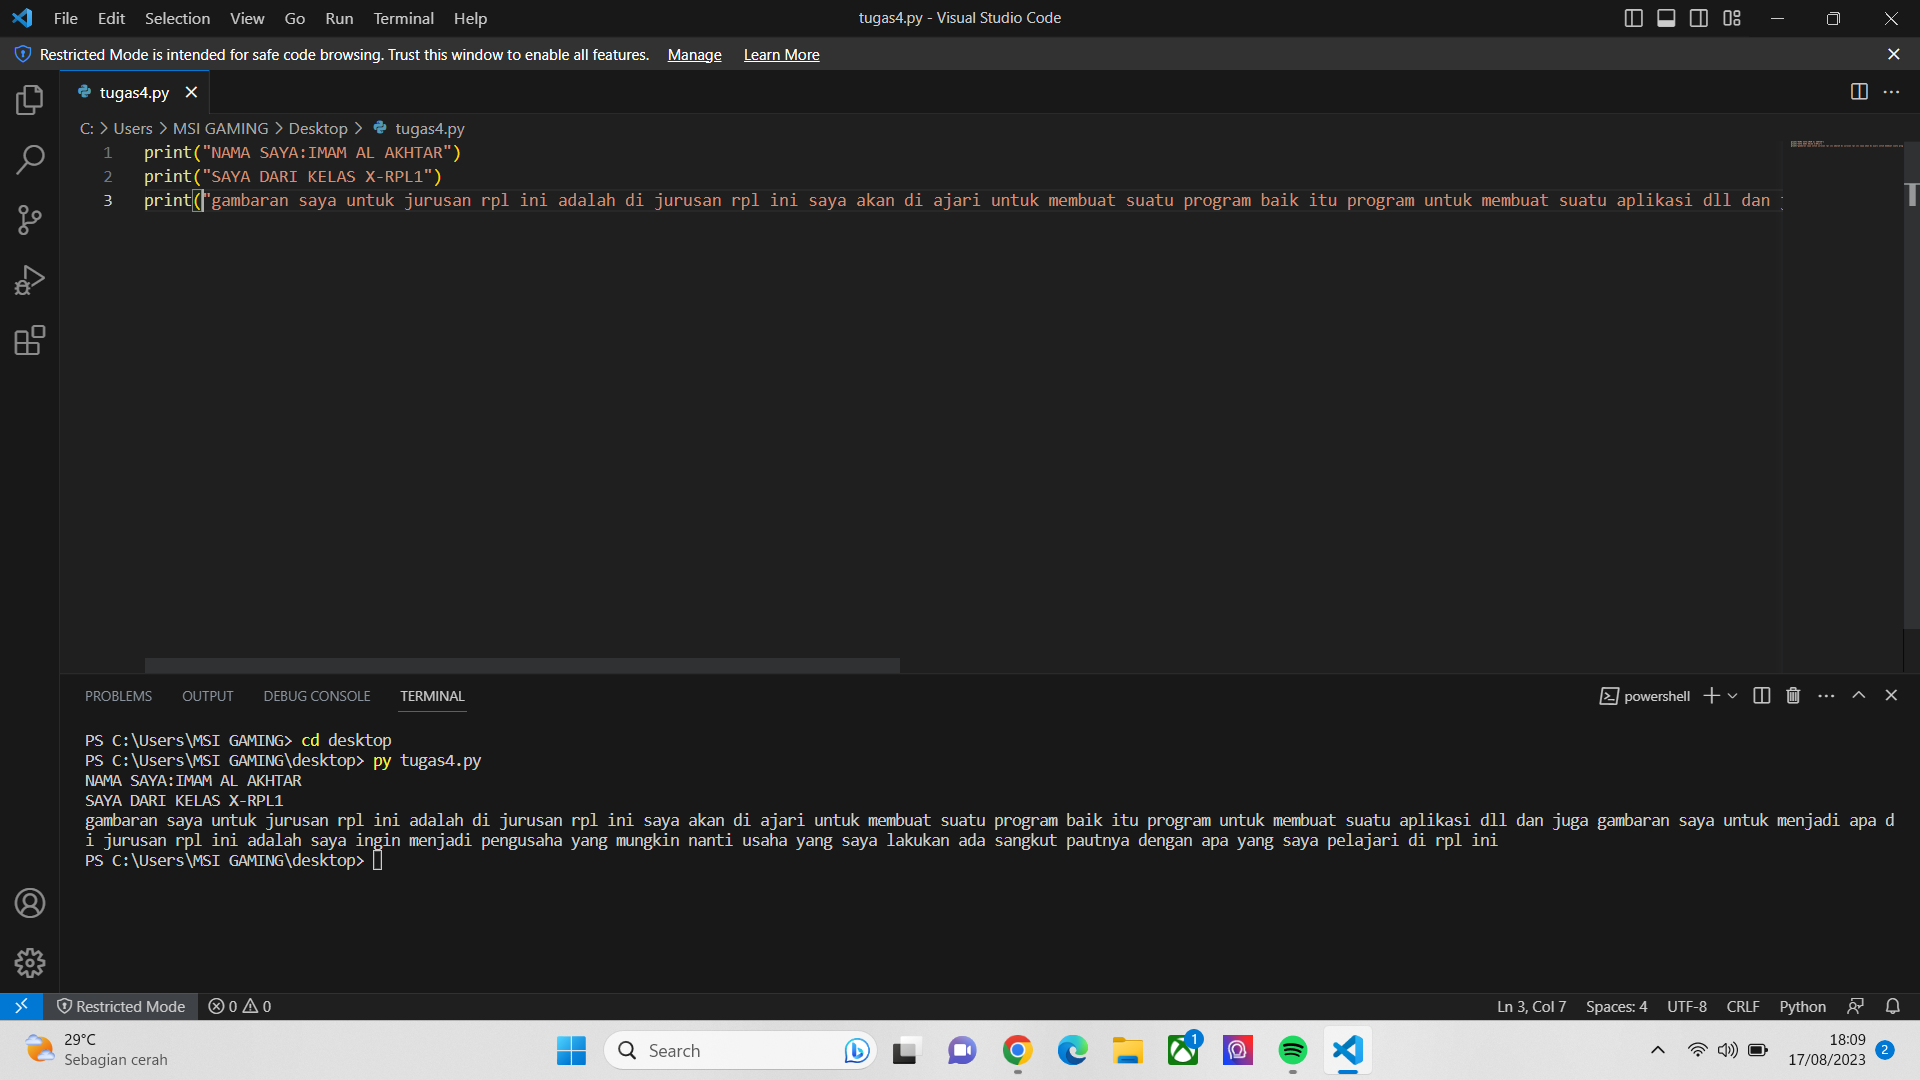 File Edit Selection View Go Run Terminal Help
tugas4.py - Visual Studio Code
Restricted Mode is intended for safe code browsing. Trust this window to enable all features. Manage Learn More
tugas4.py
C: > Users > MSI GAMING > Desktop > tugas4.py
1 print("NAMA SAYA:IMAM AL AKHTAR")
2 print("SAYA DARI KELAS X-RPL1")
3 print("gambaran saya untuk jurusan rpl ini adalah di jurusan rpl ini saya akan di ajari untuk membuat suatu program baik itu program untuk membuat suatu aplikasi dll dan
PROBLEMS OUTPUT DEBUG CONSOLE TERMINAL
powershell
PS C:\Users\MSI GAMING> cd desktop
PS C:\Users\MSI GAMING\desktop> py tugas4.py
NAMA SAYA:IMAM AL AKHTAR
SAYA DARI KELAS X-RPL1
gambaran saya untuk jurusan rpl ini adalah di jurusan rpl ini saya akan di ajari untuk membuat suatu program baik itu program untuk membuat suatu aplikasi dll dan juga gambaran saya untuk menjadi apa d
i jurusan rpl ini adalah saya ingin menjadi pengusaha yang mungkin nanti usaha yang saya lakukan ada sangkut pautnya dengan apa yang saya pelajari di rpl ini
PS C:\Users\MSI GAMING\desktop>
Restricted Mode 0 0
Ln 3, Col 7 Spaces: 4 UTF-8 CRLF Python
29°C
Sebagian cerah
Search
1
18:09
17/08/2023
2